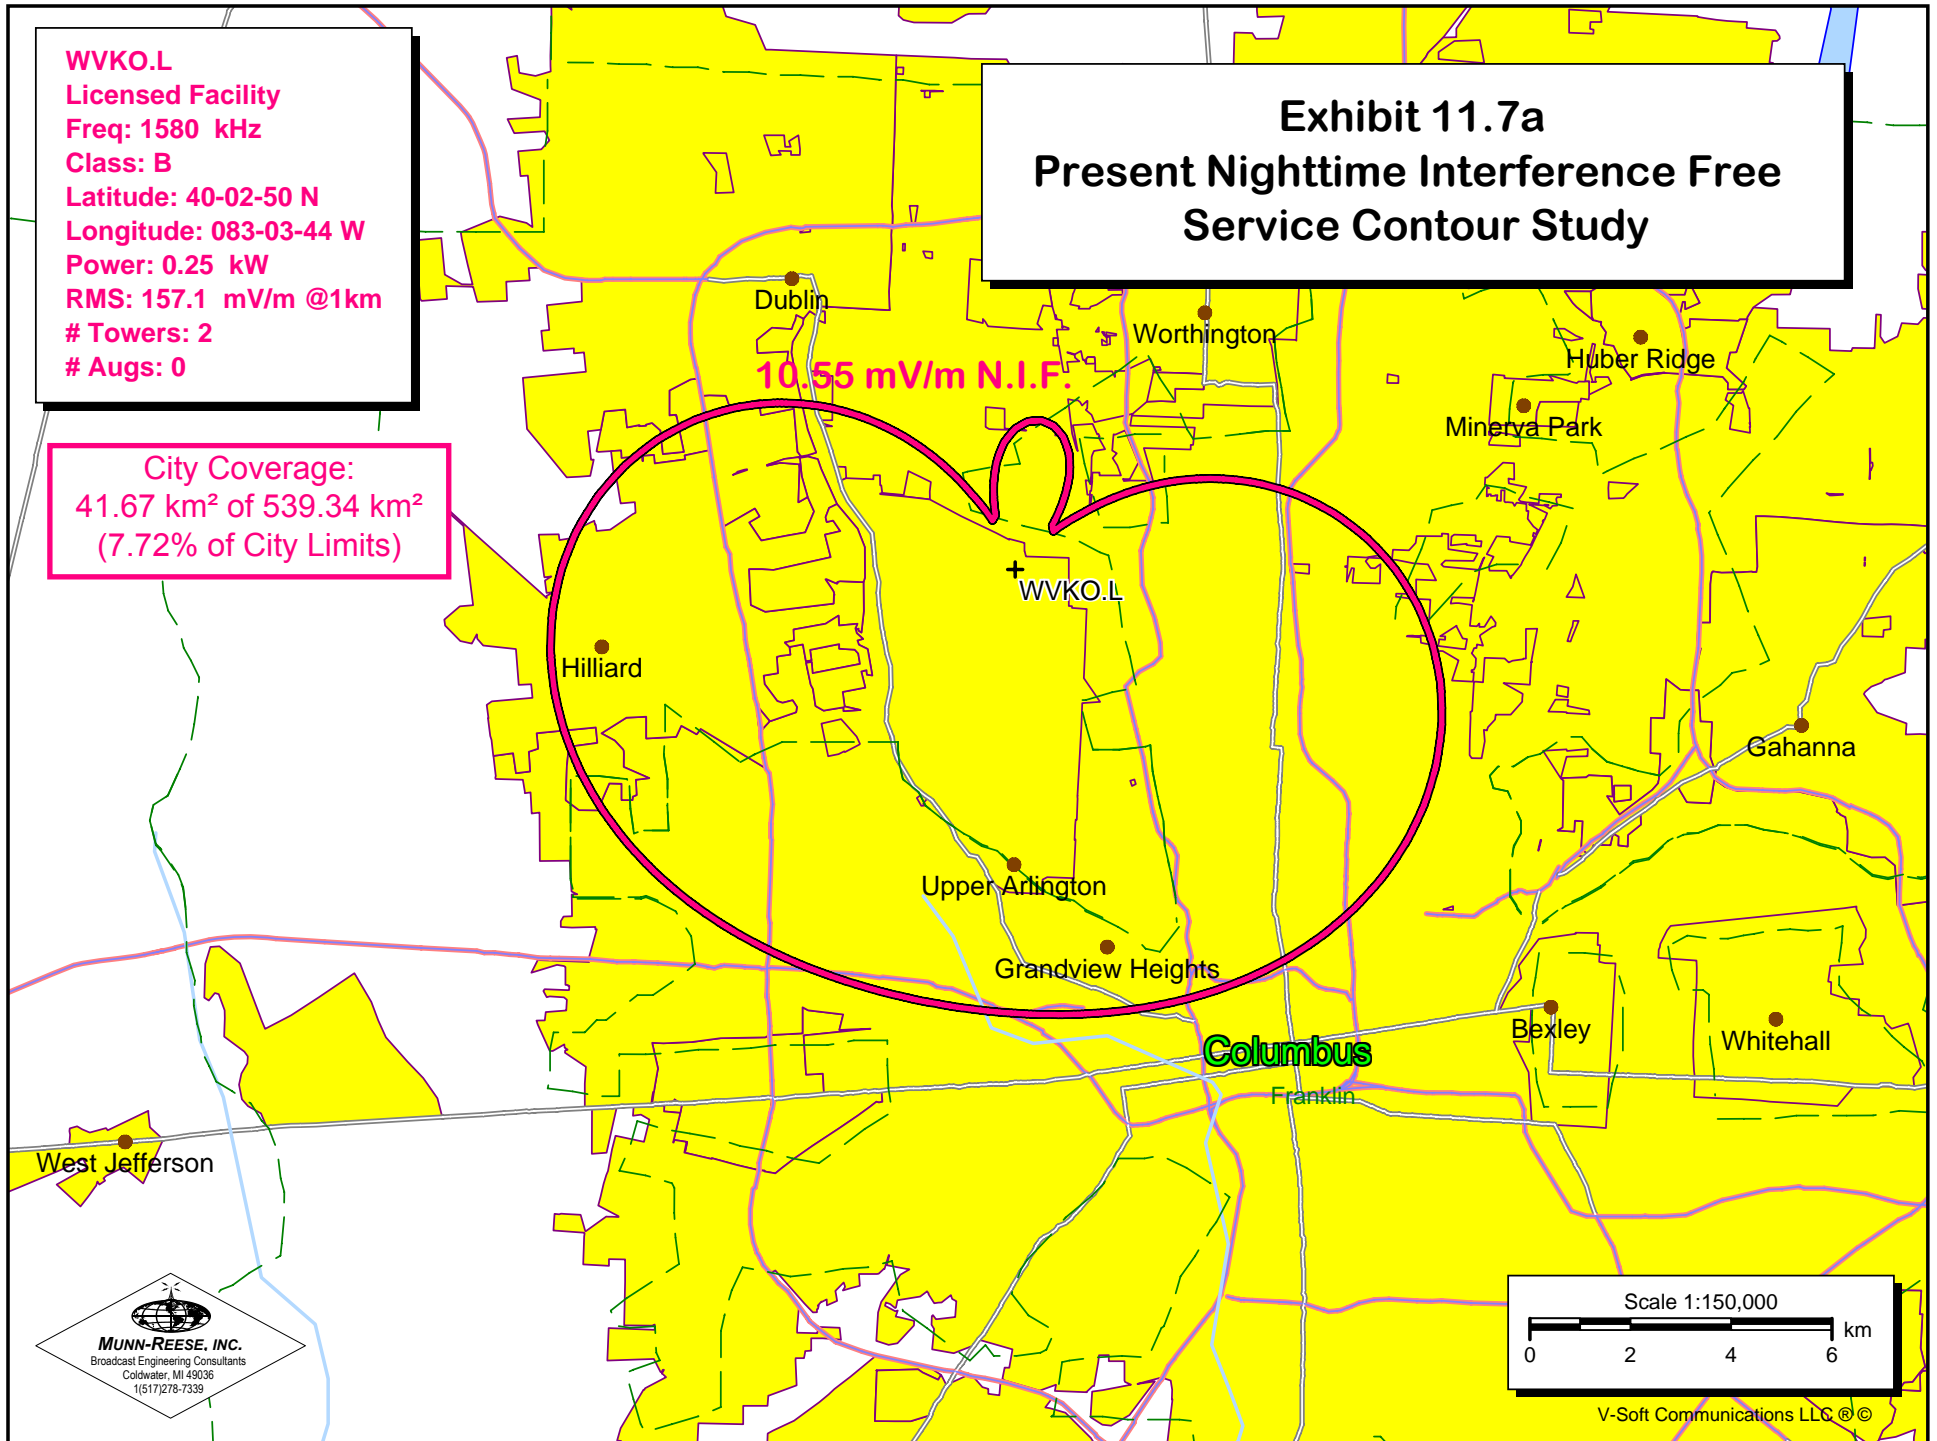 WVKO.L
Licensed Facility
Freq: 1580 kHz
Class: B
Latitude: 40-02-50 N
Longitude: 083-03-44 W
Power: 0.25 kW
RMS: 157.1 mV/m @1km
# Towers: 2
# Augs: 0
Exhibit 11.7a
Present Nighttime Interference Free
Service Contour Study
City Coverage:
41.67 km² of 539.34 km²
(7.72% of City Limits)
Dublin
Worthington
Huber Ridge
10.55 mV/m N.I.F.
Minerva Park
WVKO.L
Hilliard
Gahanna
Upper Arlington
Grandview Heights
Columbus
Bexley
Whitehall
Franklin
West Jefferson
MUNN-REESE, INC.
Broadcast Engineering Consultants
Coldwater, MI 49036
1(517)278-7339
Scale 1:150,000
km
0 2 4 6
V-Soft Communications LLC ® ©